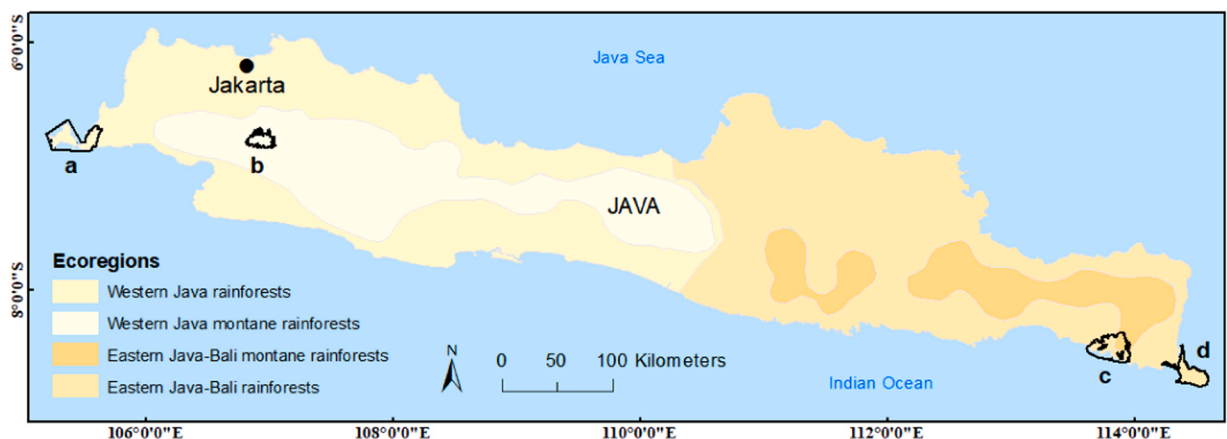 6°0'0"S
Java Sea
Jakarta
a
b
JAVA
Ecoregions
Western Java rainforests
Western Java montane rainforests
Eastern Java-Bali montane rainforests
Eastern Java-Bali rainforests
8°0'0"S
N
0 50 100 Kilometers
Indian Ocean
c
d
106°0'0"E 108°0'0"E 110°0'0"E 112°0'0"E 114°0'0"E